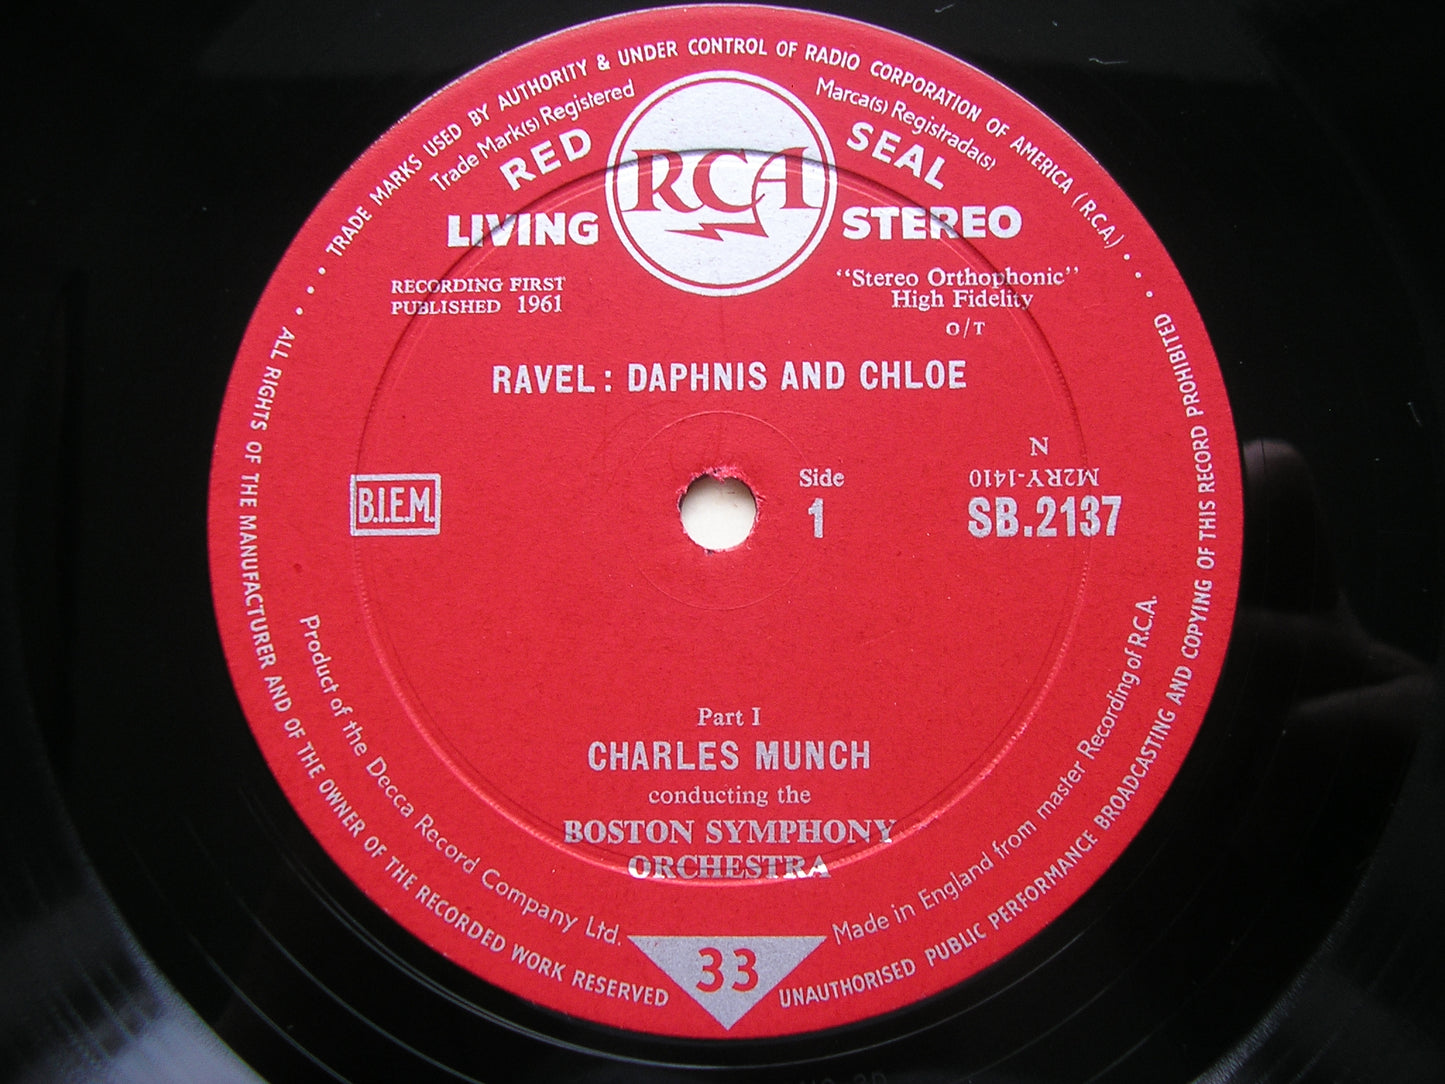 TRADE MARKS USED BY AUTHORITY & UNDER CONTROL OF RADIO CORPORATION OF AMERICA (R.C.A.)
Trade Mark(s) Registered
Marca(s) Registrada(s)
RED
SEAL
RCA
LIVING
STEREO
RECORDING FIRST
PUBLISHED 1961
"Stereo Orthophonic"
High Fidelity
O/T
RAVEL : DAPHNIS AND CHLOE
B.I.E.M.
Side
1
N
M2RY-1410
SB.2137
Part I
CHARLES MUNCH
conducting the
BOSTON SYMPHONY
ORCHESTRA
Product of the Decca Record Company Ltd.
Made in England from master Recording of R.C.A.
33
ALL RIGHTS OF THE MANUFACTURER AND OF THE OWNER OF THE RECORDED WORK RESERVED
UNAUTHORISED PUBLIC PERFORMANCE BROADCASTING AND COPYING OF THIS RECORD PROHIBITED